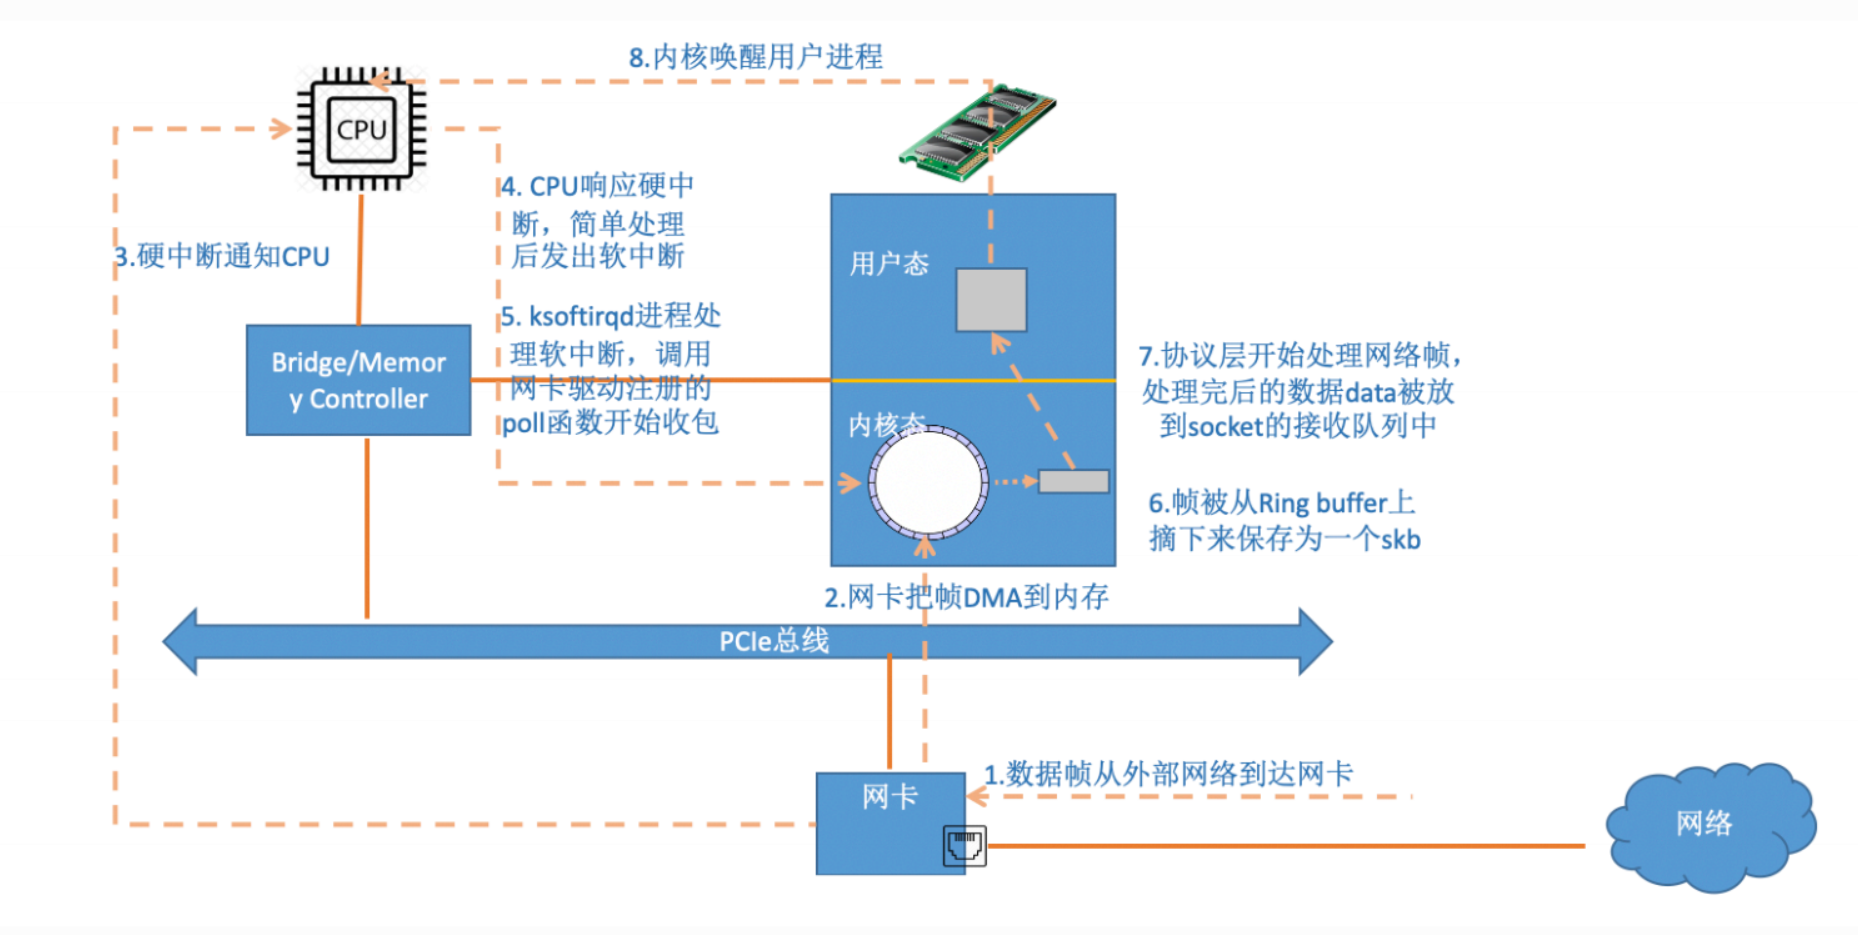 8.内核唤醒用户进程
CPU
4. CPU响应硬中
断，简单处理
后发出软中断
3.硬中断通知CPU
用户态
5. ksoftirqd进程处
理软中断，调用
网卡驱动注册的
poll函数开始收包
Bridge/Memor
y Controller
7.协议层开始处理网络帧，
处理完后的数据data被放
到socket的接收队列中
内核态
6.帧被从Ring buffer上
摘下来保存为一个skb
2.网卡把帧DMA到内存
PCIe总线
1.数据帧从外部网络到达网卡
网卡
网络